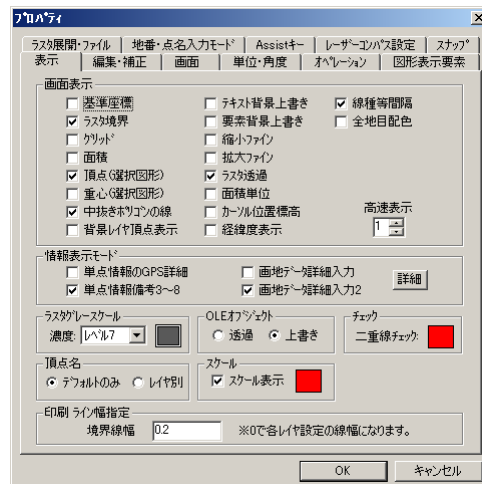 ﾌﾟﾛﾊﾟﾃｨ
ﾗｽﾀ展開･ﾌｧｲﾙ 地番･点名入力ﾓｰﾄﾞ Assistｷｰ ﾚｰｻﾞｰｺﾝﾊﾟｽ設定 ｽﾅｯﾌﾟ
表示 編集･補正 画面 単位･角度 ｵﾍﾟﾚｰｼｮﾝ 図形表示要素
画面表示
基準座標 ﾃｷｽﾄ背景上書き 線種等間隔
ﾗｽﾀ境界 要素背景上書き 全地目配色
ｸﾞﾘｯﾄﾞ 縮小ﾌｧｲﾝ
面積 拡大ﾌｧｲﾝ
頂点(選択図形) ﾗｽﾀ透過
重心(選択図形) 面積単位
中抜きﾎﾟﾘｺﾞﾝの線 ｶｰｿﾙ位置標高 高速表示
背景ﾚｲﾔ頂点表示 経緯度表示 1
情報表示ﾓｰﾄﾞ
単点情報のGPS詳細 画地ﾃﾞｰﾀ詳細入力
単点情報備考3～8 画地ﾃﾞｰﾀ詳細入力2 詳細
ﾗｽﾀｸﾞﾚｰｽｹｰﾙ OLEｵﾌﾞｼﾞｪｸﾄ ﾁｪｯｸ
濃度: ﾚﾍﾞﾙ7 透過 上書き 二重線ﾁｪｯｸ:
頂点名 ｽｹｰﾙ
ﾃﾞﾌｫﾙﾄのみ ﾚｲﾔ別 ｽｹｰﾙ表示
印刷 ﾗｲﾝ幅指定
境界線幅 0.2 ※0で各ﾚｲﾔ設定の線幅になります。
OK ｷｬﾝｾﾙ